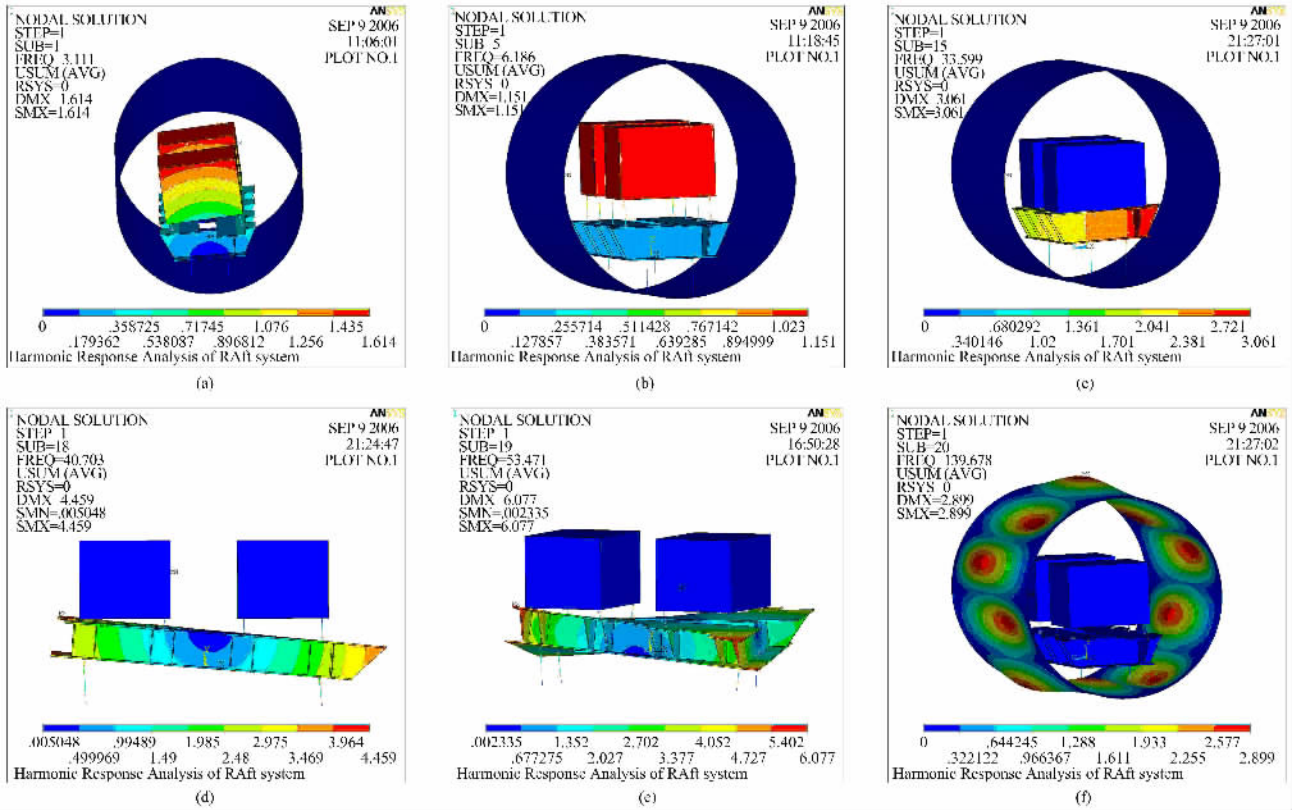 NODAL SOLUTION
STEP=1
SUB=1
FREQ 3.111
USUM (AVG)
RSYS=0
DMX 1.614
SMX=1.614
AN
SEP 9 2006
11:06:01
PLOT NO.1
0 .358725 .71745 1.076 1.435
.179362 .538087 .896812 1.256 1.614
Harmonic Response Analysis of RAft system
(a)
NODAL SOLUTION
STEP=1
SUB 5
FREQ=6.186
USUM (AVG)
RSYS 0
DMX=1.151
SMX=1.151
AN
SEP 9 2006
11:18:45
PLOT NO.1
0 .255714 .511428 .767142 1.023
.127857 .383571 .639285 .894999 1.151
Harmonic Response Analysis of RAft system
(b)
NODAL SOLUTION
STEP=1
SUB=15
FREQ 33.599
USUM (AVG)
RSYS=0
DMX 3.061
SMX=3.061
AN
SEP 9 2006
21:27:01
PLOT NO.1
0 .680292 1.361 2.041 2.721
.340146 1.02 1.701 2.381 3.061
Harmonic Response Analysis of RAft system
(c)
NODAL SOLUTION
STEP 1
SUB=18
FREQ=40.703
USUM (AVG)
RSYS=0
DMX 4.459
SMN=.005048
SMX=4.459
AN
SEP 9 2006
21:24:47
PLOT NO.1
.005048 .99489 1.985 2.975 3.964
.499969 1.49 2.48 3.469 4.459
Harmonic Response Analysis of RAft system
(d)
1
NODAL SOLUTION
STEP 1
SUB=19
FREQ=53.471
USUM (AVG)
RSYS=0
DMX 6.077
SMN=.002335
SMX=6.077
AN
SEP 9 2006
16:50:28
PLOT NO.1
.002335 1.352 2.702 4.052 5.402
.677275 2.027 3.377 4.727 6.077
Harmonic Response Analysis of RAft system
(e)
NODAL SOLUTION
STEP=1
SUB=20
FREQ 139.678
USUM (AVG)
RSYS 0
DMX=2.899
SMX=2.899
AN
SEP 9 2006
21:27:02
PLOT NO.1
0 .644245 1.288 1.933 2.577
.322122 .966367 1.611 2.255 2.899
Harmonic Response Analysis of RAft system
(f)